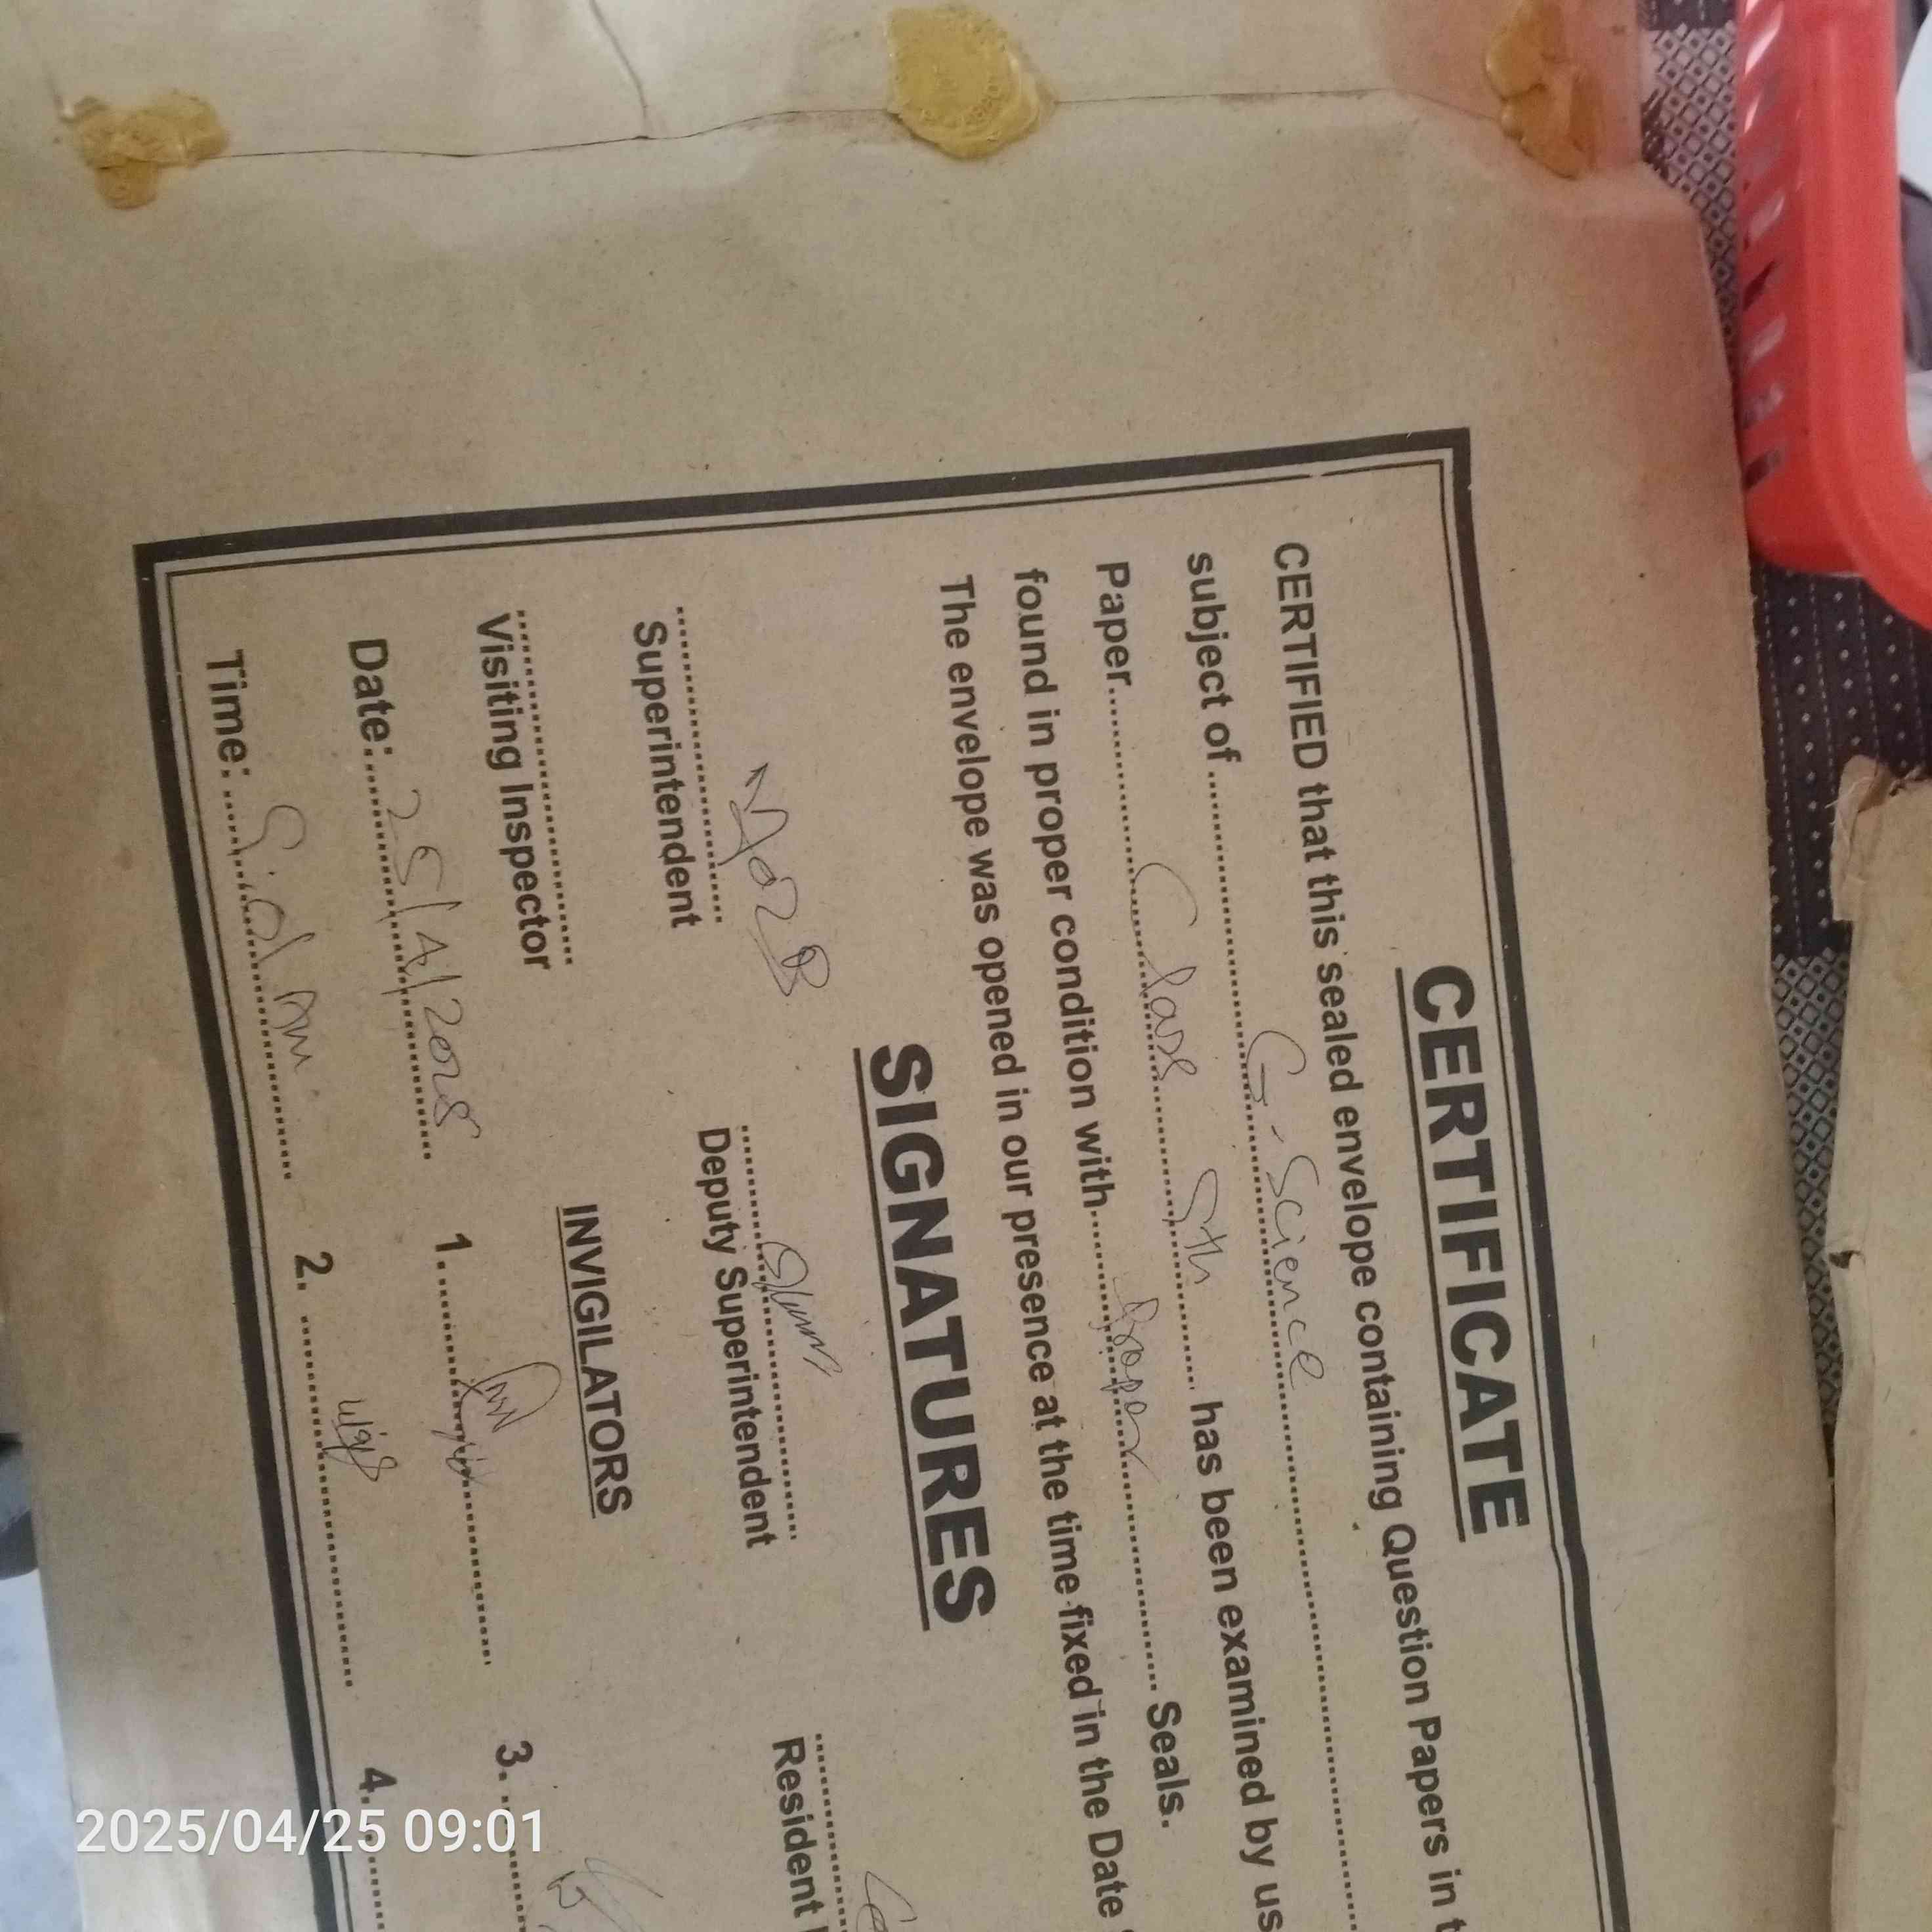 CERTIFICATE
CERTIFIED that this sealed envelope containing Question Papers in
subject of G-Science
Paper Class 5th has been examined by us
found in proper condition with proper Seals.
The envelope was opened in our presence at the time fixed in the Date
SIGNATURES
Superintendent
Deputy Superintendent
Resident
Visiting Inspector
INVIGILATORS
Date: 25/4/2025
1.
3.
Time: 9:01 Am
2.
4.
2025/04/25 09:01